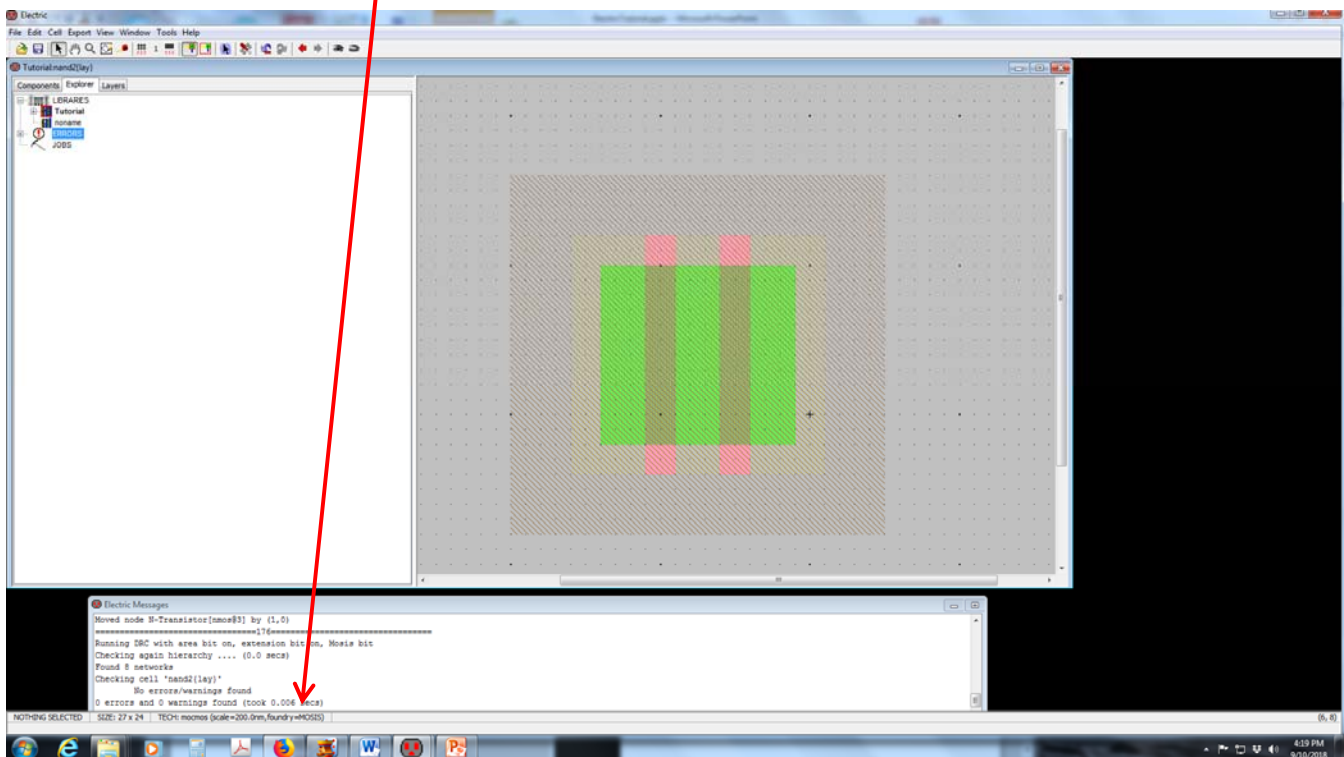 Electric
File Edit Cell Export View Window Tools Help
Tutorial:nand2{lay}
Components Explorer Layers
LIBRARIES
Tutorial
noname
ERRORS
JOBS
Electric Messages
Moved node N-Transistor[nmos@3] by (1,0)
=================================176=================================
Running DRC with area bit on, extension bit on, Mosis bit
Checking again hierarchy .... (0.0 secs)
Found 8 networks
Checking cell 'nand2{lay}'
No errors/warnings found
0 errors and 0 warnings found (took 0.006 secs)
NOTHING SELECTED SIZE: 27 x 24 TECH: mocmos (scale=200.0nm,foundry=MOSIS) (6, 8)
4:19 PM
9/10/2018